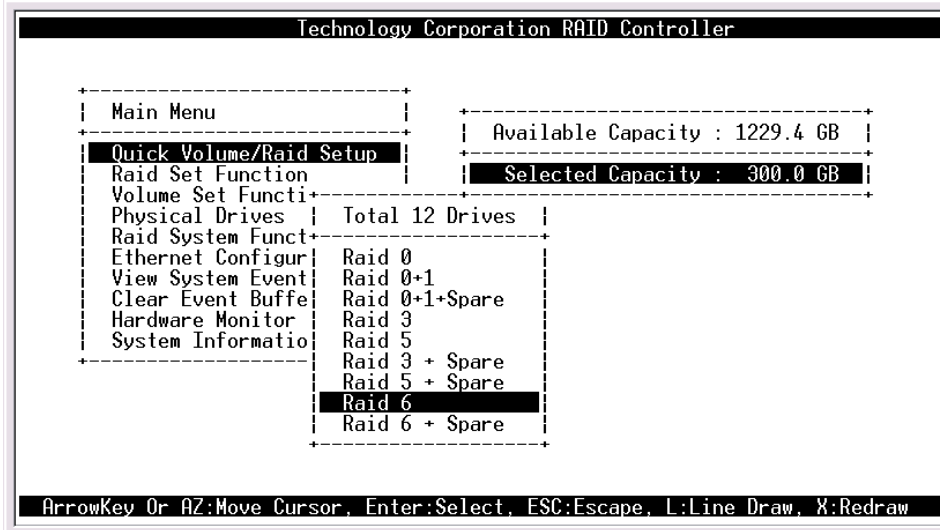 Technology Corporation RAID Controller
Main Menu
Quick Volume/Raid Setup
Raid Set Function
Volume Set Functi
Physical Drives
Raid System Funct
Ethernet Configur
View System Event
Clear Event Buffe
Hardware Monitor
System Informatio
Available Capacity : 1229.4 GB
Selected Capacity : 300.0 GB
Total 12 Drives
Raid 0
Raid 0+1
Raid 0+1+Spare
Raid 3
Raid 5
Raid 3 + Spare
Raid 5 + Spare
Raid 6
Raid 6 + Spare
ArrowKey Or AZ:Move Cursor, Enter:Select, ESC:Escape, L:Line Draw, X:Redraw